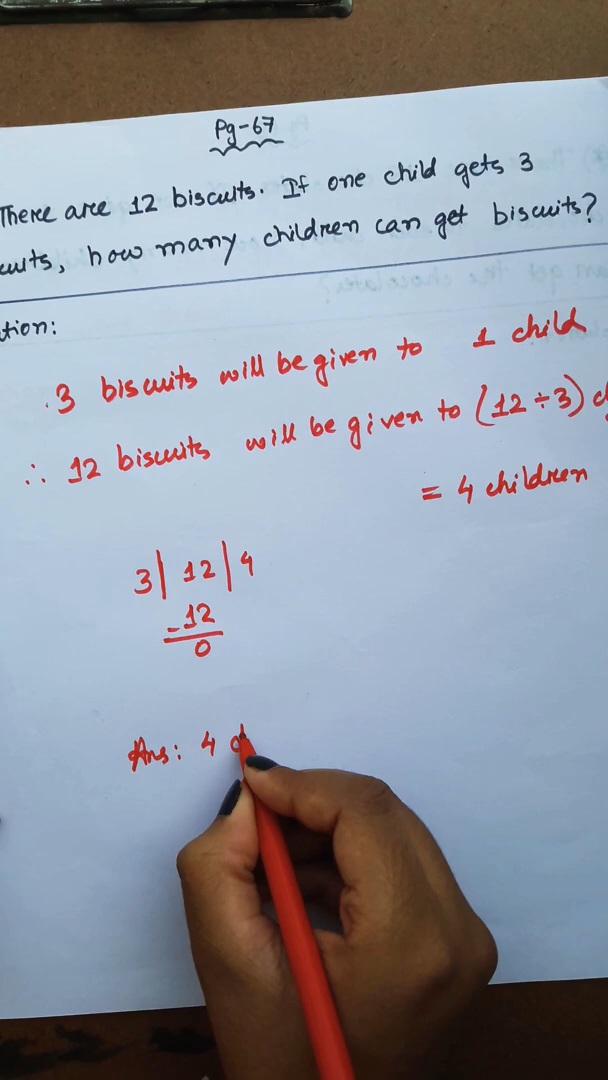 Pg-67
There are 12 biscuits. If one child gets 3
cuits, how many children can get biscuits?
tion:
3 biscuits will be given to 1 child
∴ 12 biscuits will be given to (12 ÷ 3)
= 4 children
3| 12 |4
-12
0
Ans: 4